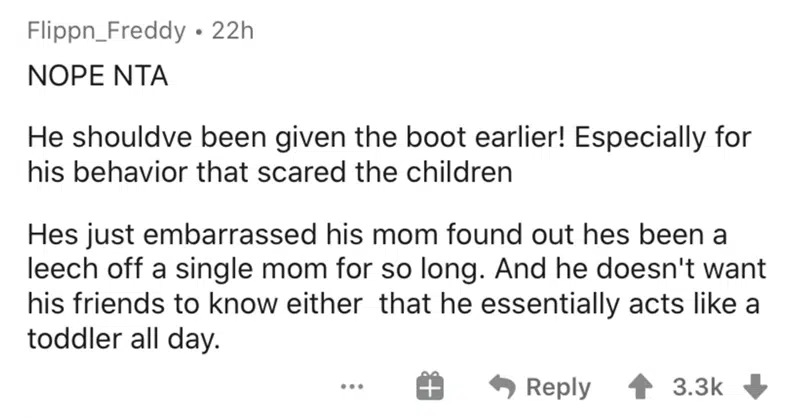 Flippn_Freddy • 22h
NOPE NTA
He shouldve been given the boot earlier! Especially for
his behavior that scared the children
Hes just embarrassed his mom found out hes been a
leech off a single mom for so long. And he doesn't want
his friends to know either  that he essentially acts like a
toddler all day.
... Reply 3.3k